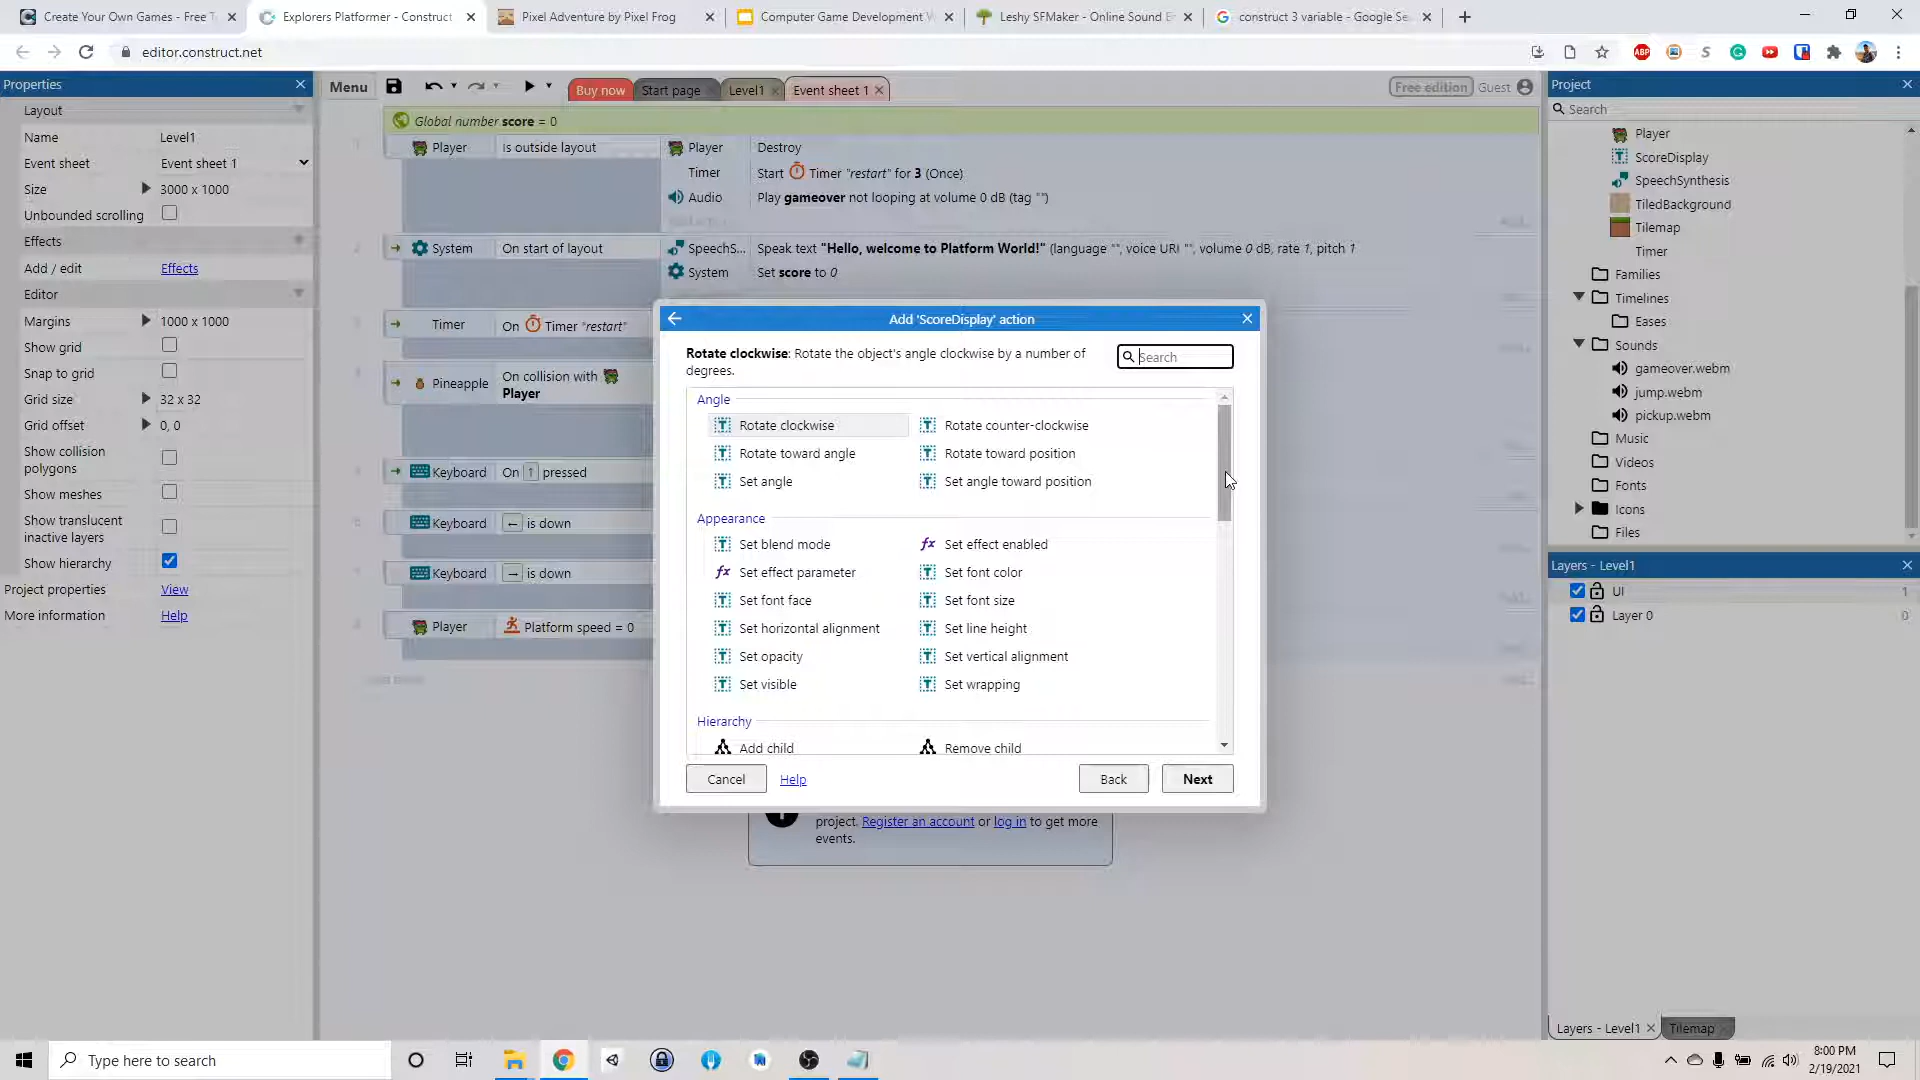 Create Your Own Games - Free T
Explorers Platformer - Construct
Pixel Adventure by Pixel Frog
Computer Game Development V
Leshy SFMaker - Online Sound E
construct 3 variable - Google Se
editor.construct.net
ABP
Properties
Menu
Buy now
Start page
Level1
Event sheet 1
Free edition
Guest
Project
Layout
Name
Level1
Event sheet
Event sheet 1
Size
3000 x 1000
Unbounded scrolling
Effects
Add / edit
Effects
Editor
Margins
1000 x 1000
Show grid
Snap to grid
Grid size
32 x 32
Grid offset
0, 0
Show collision
polygons
Show meshes
Show translucent
inactive layers
Show hierarchy
Project properties
View
More information
Help
Global number score = 0
1
Player
Is outside layout
Player
Destroy
Timer
Start Timer "restart" for 3 (Once)
Audio
Play gameover not looping at volume 0 dB (tag "")
2
System
On start of layout
SpeechS...
Speak text "Hello, welcome to Platform World!" (language "", voice URI "", volume 0 dB, rate 1, pitch 1
System
Set score to 0
Timer
On Timer "restart"
Pineapple
On collision with
Player
Keyboard
On ↑ pressed
Keyboard
← is down
Keyboard
→ is down
Player
Platform speed = 0
Add 'ScoreDisplay' action
Rotate clockwise: Rotate the object's angle clockwise by a number of
degrees.
Search
Angle
Rotate clockwise
Rotate counter-clockwise
Rotate toward angle
Rotate toward position
Set angle
Set angle toward position
Appearance
Set blend mode
fx Set effect enabled
fx Set effect parameter
Set font color
Set font face
Set font size
Set horizontal alignment
Set line height
Set opacity
Set vertical alignment
Set visible
Set wrapping
Hierarchy
Add child
Remove child
Cancel
Help
Back
Next
project. Register an account or log in to get more
events.
Search
Player
ScoreDisplay
SpeechSynthesis
TiledBackground
Tilemap
Timer
Families
Timelines
Eases
Sounds
gameover.webm
jump.webm
pickup.webm
Music
Videos
Fonts
Icons
Files
Layers - Level1
UI
1
Layer 0
0
Layers - Level1
Tilemap
Type here to search
8:00 PM
2/19/2021